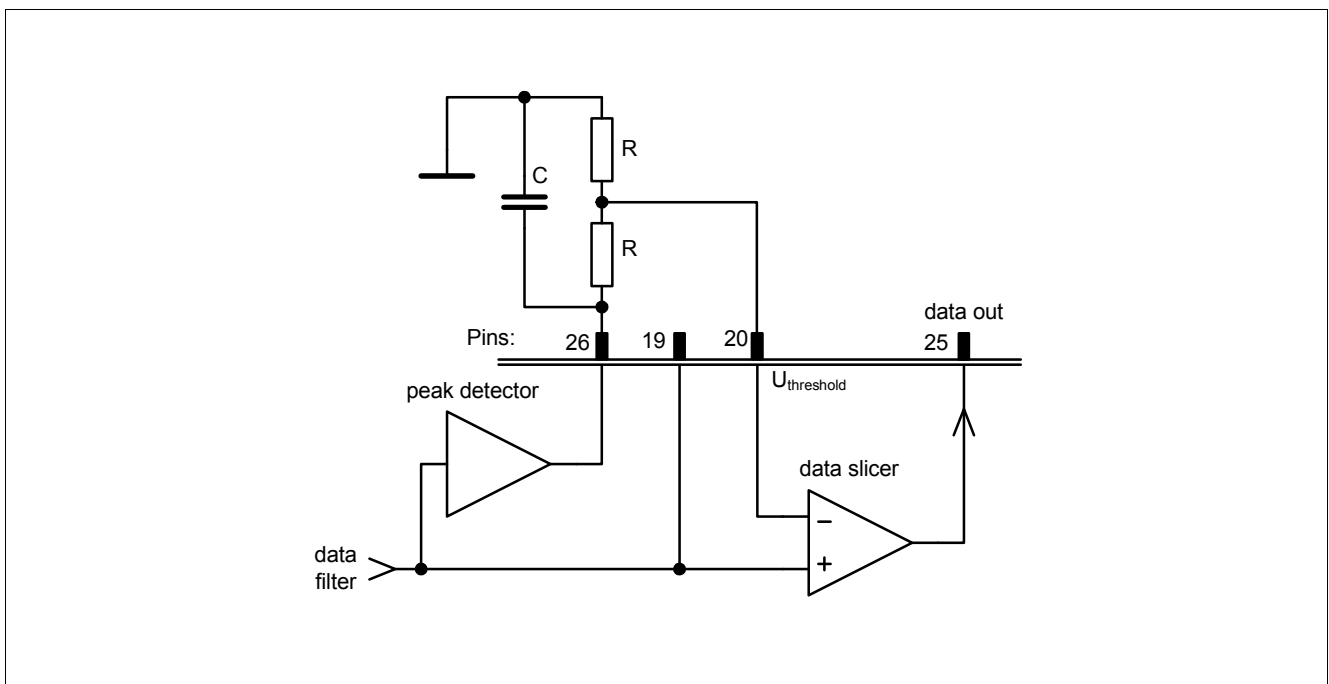 C
R
R
data out
Pins:
26
19
20
25
Uthreshold
peak detector
data slicer
−
+
data
filter